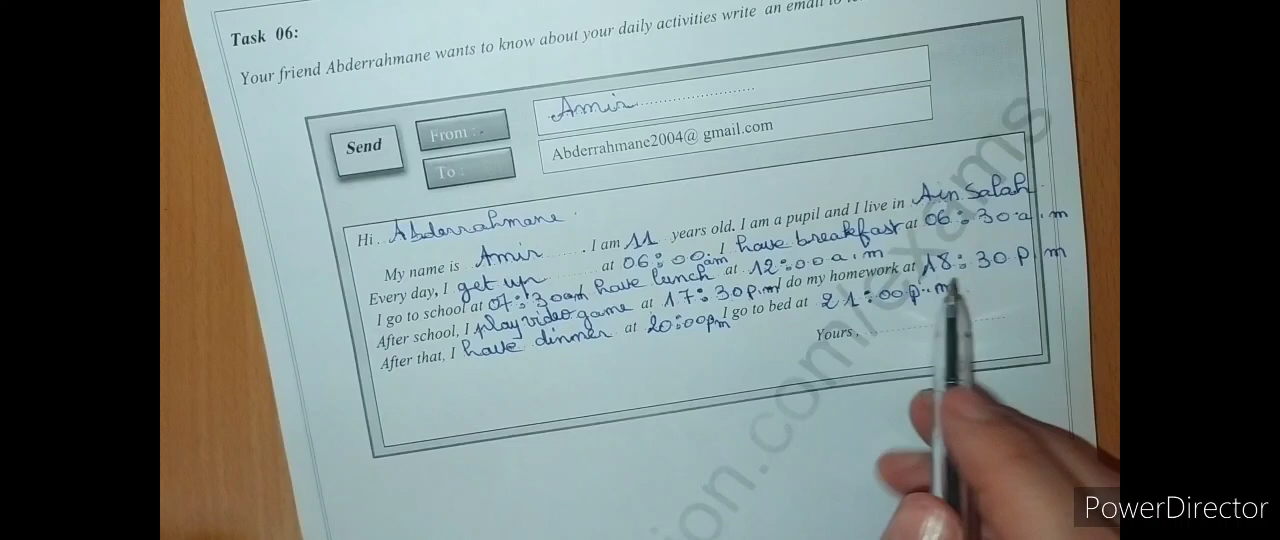 Task 06:
Your friend Abderrahmane wants to know about your daily activities write an email to
Amir
Send
From :
To :
Abderrahmane2004@ gmail.com
Hi.. Abderrahmane
My name is Amir ...... . I am 11 years old. I am a pupil and I live in Ain Salah
Every day, I get up ........ at 06:00 am I have breakfast at 06:30 a.m
I go to school at 07:30 am I have lunch at 12:00 a.m
After school, I play video game at 17:30 p.m I do my homework at 18:30 p.m
After that, I have dinner at 20:00 pm I go to bed at 21:00 p.m
Yours, ........................
ion.com/exams
PowerDirector